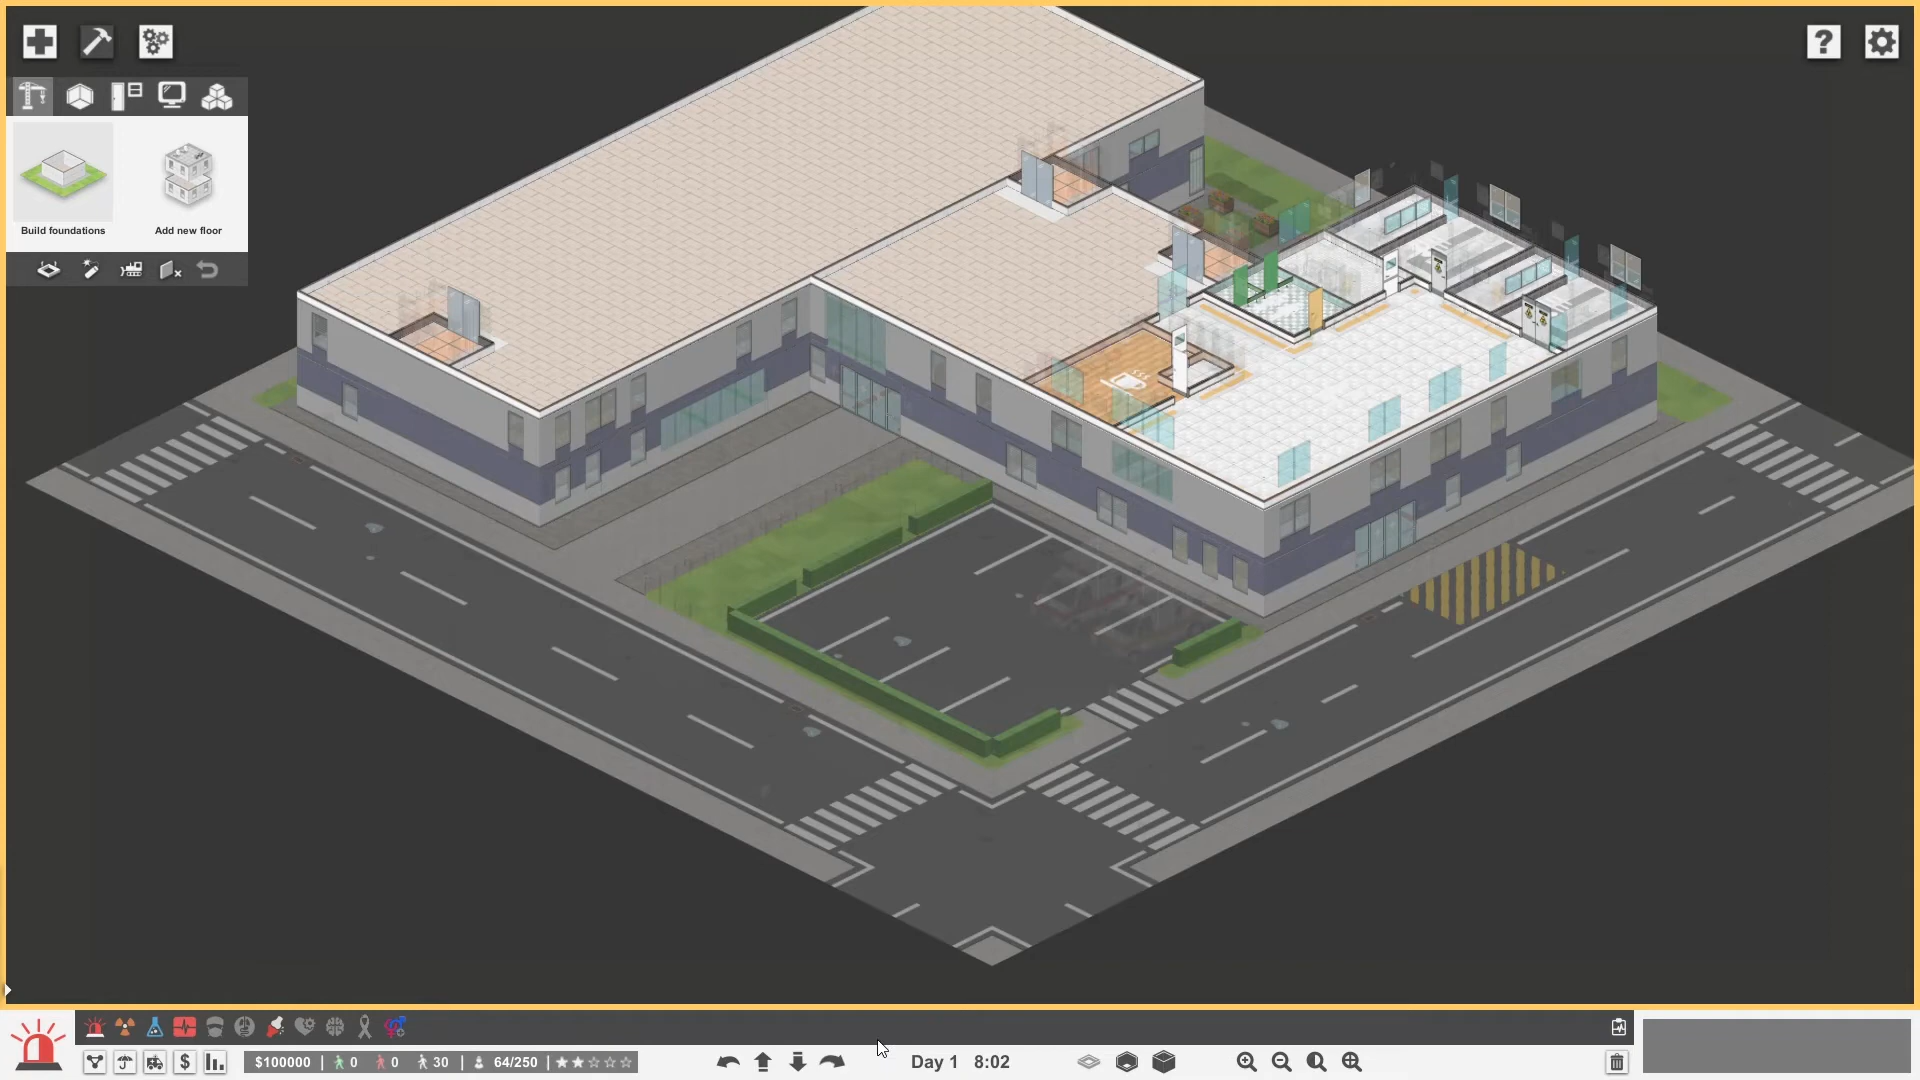 ?
Build foundations
Add new floor
$100000 | 0 | 0 | 30 | 64/250 |
Day 1 8:02
$